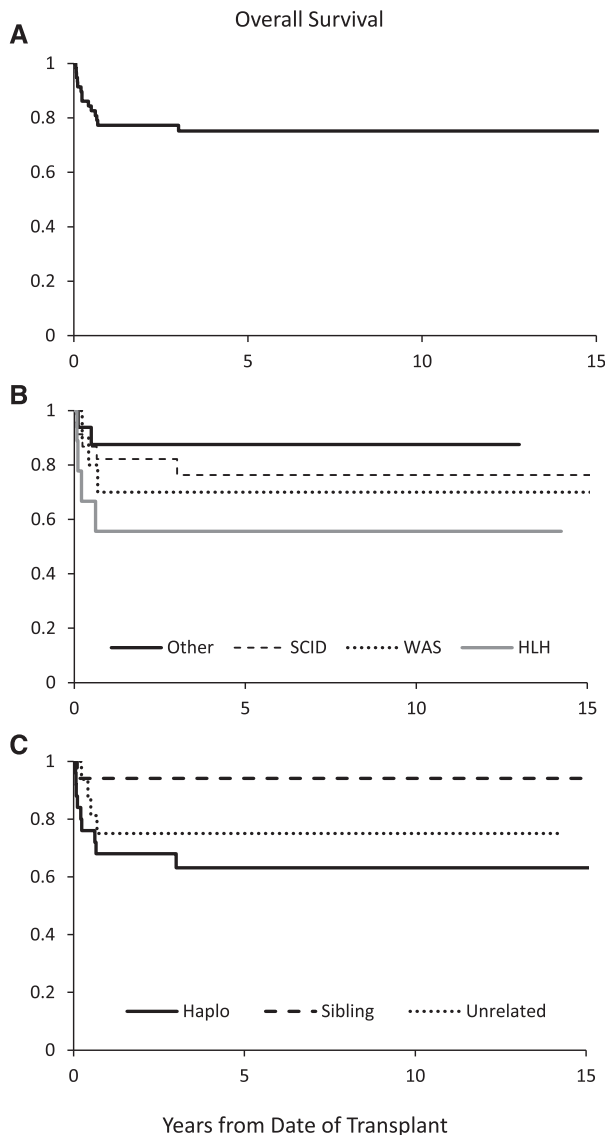 Overall Survival
A
1
0.8
0.6
0.4
0.2
0
0 5 10 15
B
1
0.8
0.6
0.4
0.2
0
Other SCID WAS HLH
0 5 10 15
C
1
0.8
0.6
0.4
0.2
0
Haplo Sibling Unrelated
0 5 10 15
Years from Date of Transplant